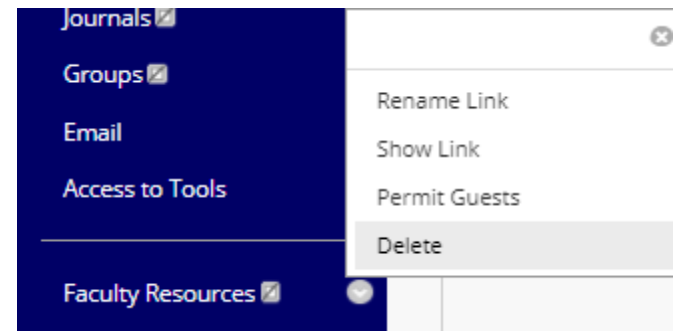 Journals
Groups
Email
Access to Tools
Faculty Resources
Rename Link
Show Link
Permit Guests
Delete